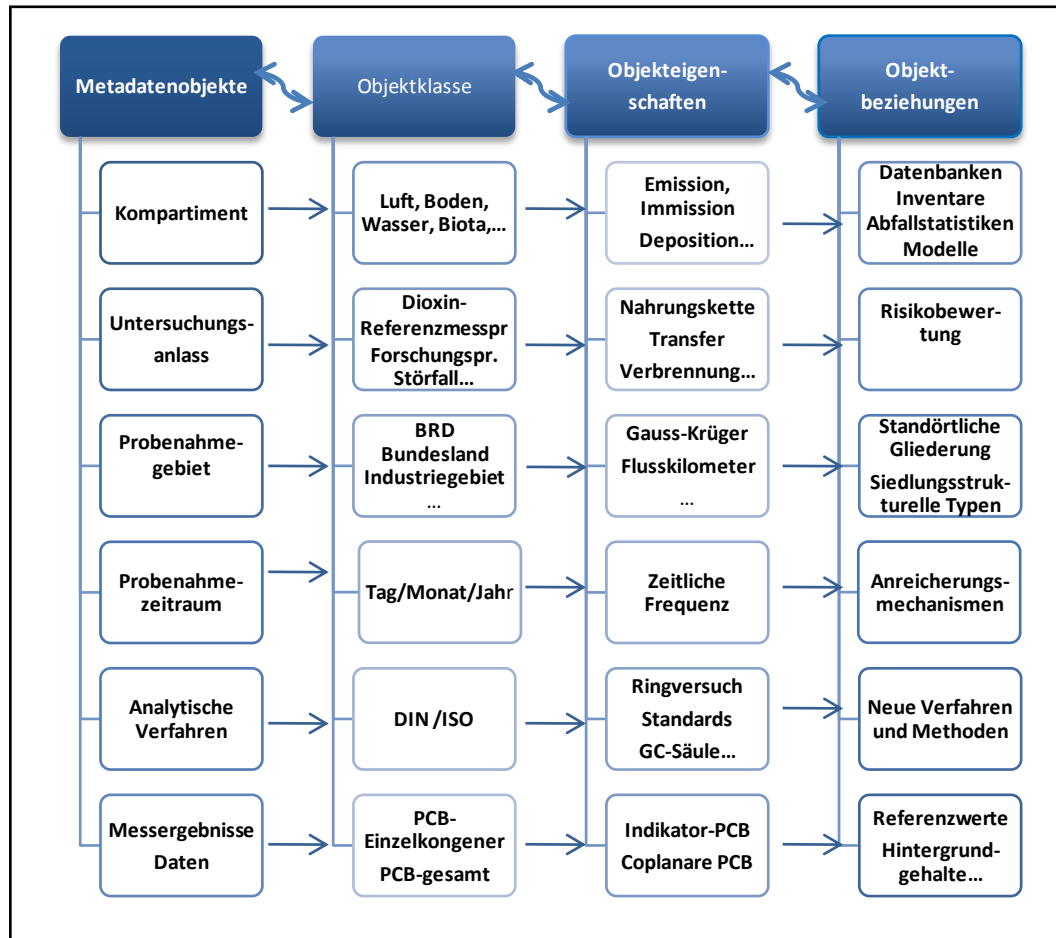 Metadatenobjekte
Objektklasse
Objekteigen-
schaften
Objekt-
beziehungen
Kompartiment
Luft, Boden,
Wasser, Biota,...
Emission,
Immission
Deposition...
Datenbanken
Inventare
Abfallstatistiken
Modelle
Untersuchungs-
anlass
Dioxin-
Referenzmesspr
Forschungspr.
Störfall...
Nahrungskette
Transfer
Verbrennung...
Risikobewer-
tung
Probenahme-
gebiet
BRD
Bundesland
Industriegebiet
...
Gauss-Krüger
Flusskilometer
...
Standörtliche
Gliederung
Siedlungsstruk-
turelle Typen
Probenahme-
zeitraum
Tag/Monat/Jahr
Zeitliche
Frequenz
Anreicherungs-
mechanismen
Analytische
Verfahren
DIN /ISO
Ringversuch
Standards
GC-Säule...
Neue Verfahren
und Methoden
Messergebnisse
Daten
PCB-
Einzelkongener
PCB-gesamt
Indikator-PCB
Coplanare PCB
Referenzwerte
Hintergrund-
gehalte...